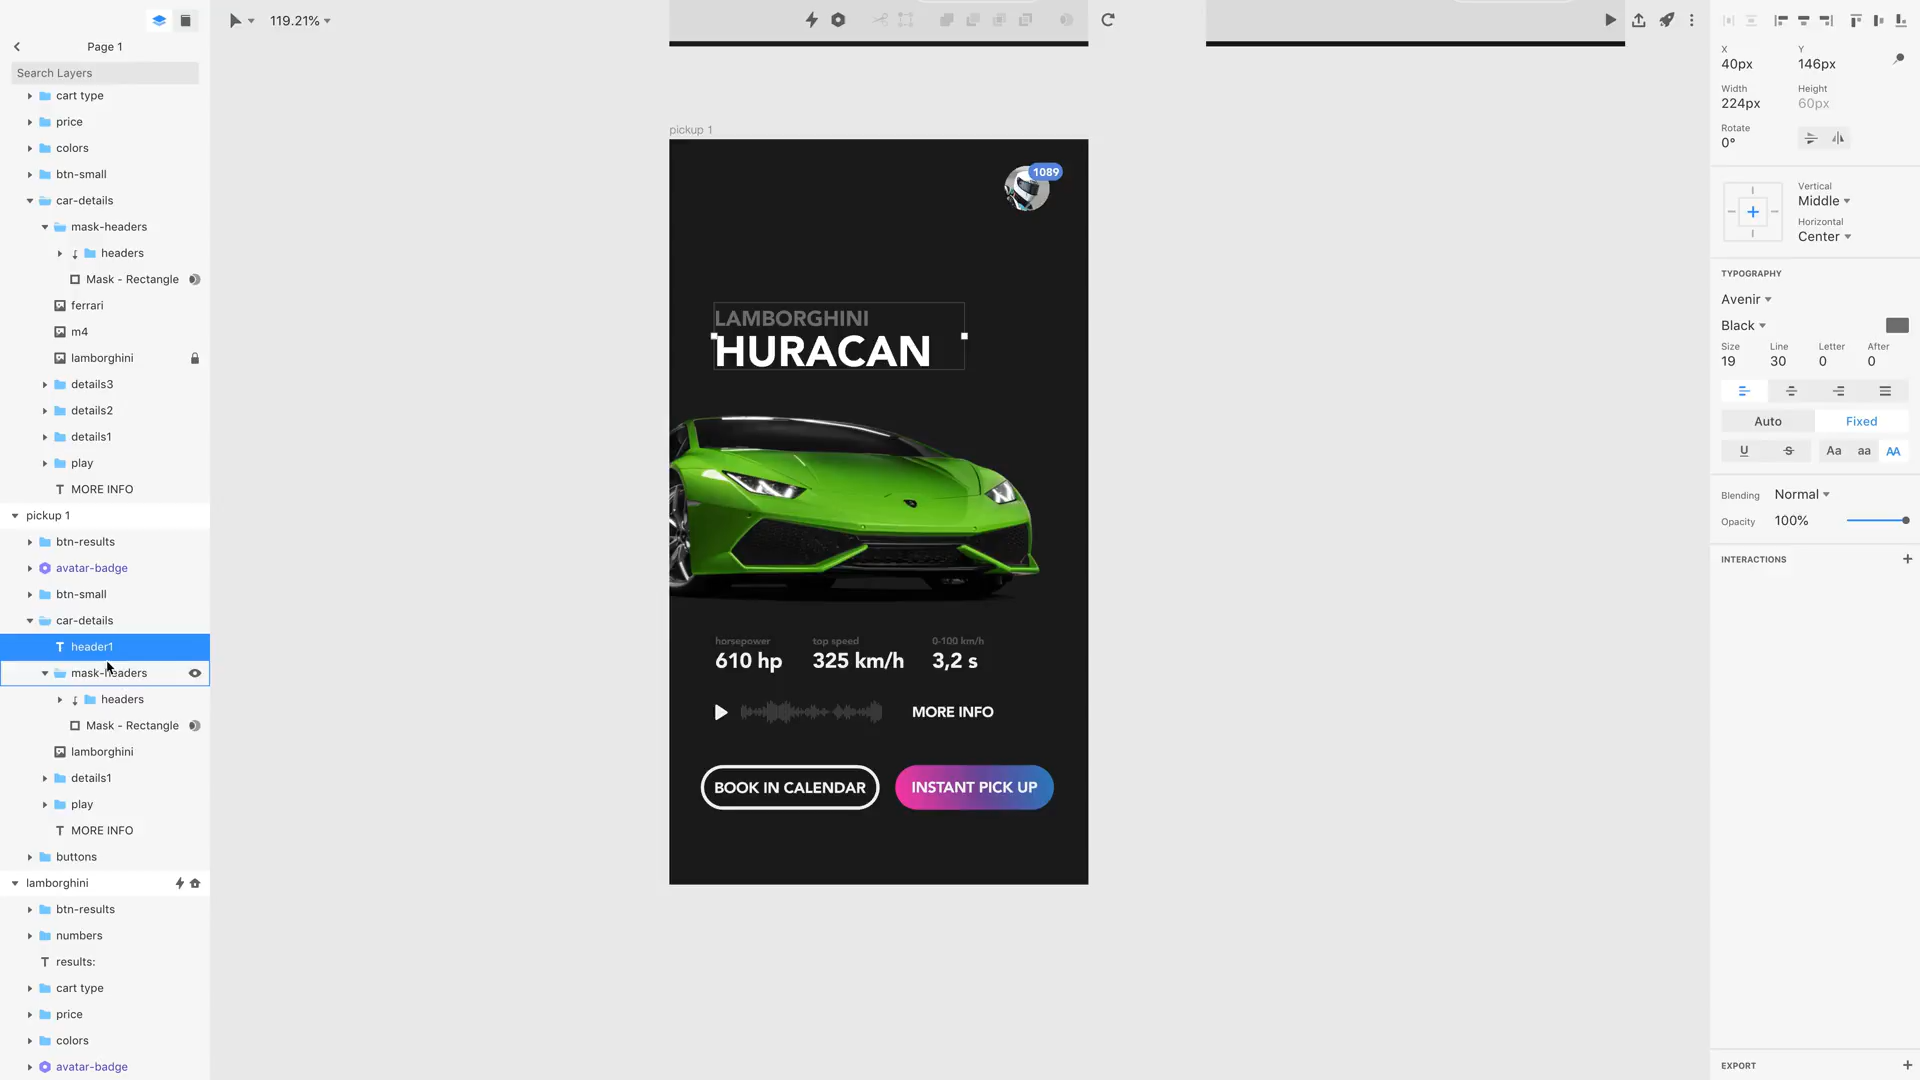 119.21%
Page 1
Search Layers
cart type
price
colors
btn-small
car-details
mask-headers
headers
Mask - Rectangle
ferrari
m4
lamborghini
details3
details2
details1
play
MORE INFO
pickup 1
btn-results
avatar-badge
btn-small
car-details
header1
mask-headers
headers
Mask - Rectangle
lamborghini
details1
play
MORE INFO
buttons
lamborghini
btn-results
numbers
results:
cart type
price
colors
avatar-badge
pickup 1
1089
LAMBORGHINI
HURACAN
horsepower top speed 0-100 km/h
610 hp 325 km/h 3,2 s
MORE INFO
BOOK IN CALENDAR INSTANT PICK UP
X Y
40px 146px
Width Height
224px 60px
Rotate
0°
Vertical
Middle
Horizontal
Center
TYPOGRAPHY
Avenir
Black
Size Line Letter After
19 30 0 0
Auto Fixed
U S Aa aa AA
Blending Normal
Opacity 100%
INTERACTIONS
EXPORT